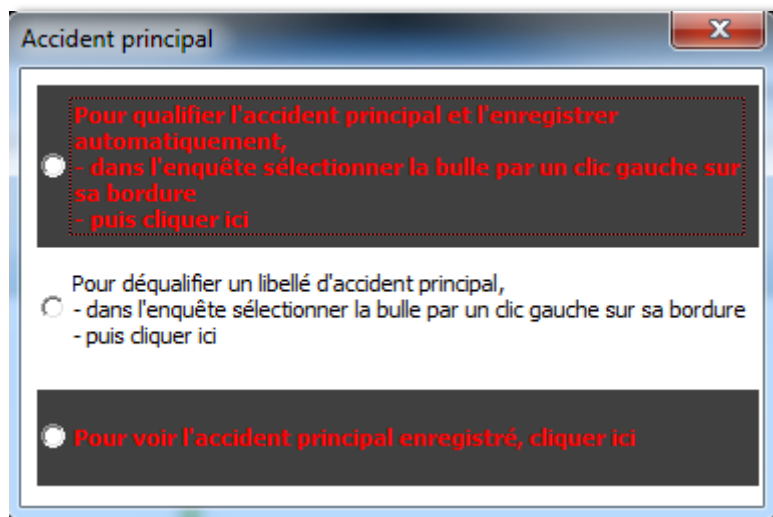 Accident principal
Pour qualifier l'accident principal et l'enregistrer
automatiquement,
- dans l'enquête sélectionner la bulle par un clic gauche sur
sa bordure
- puis cliquer ici
Pour déqualifier un libellé d'accident principal,
- dans l'enquête sélectionner la bulle par un clic gauche sur sa bordure
- puis cliquer ici
Pour voir l'accident principal enregistré, cliquer ici